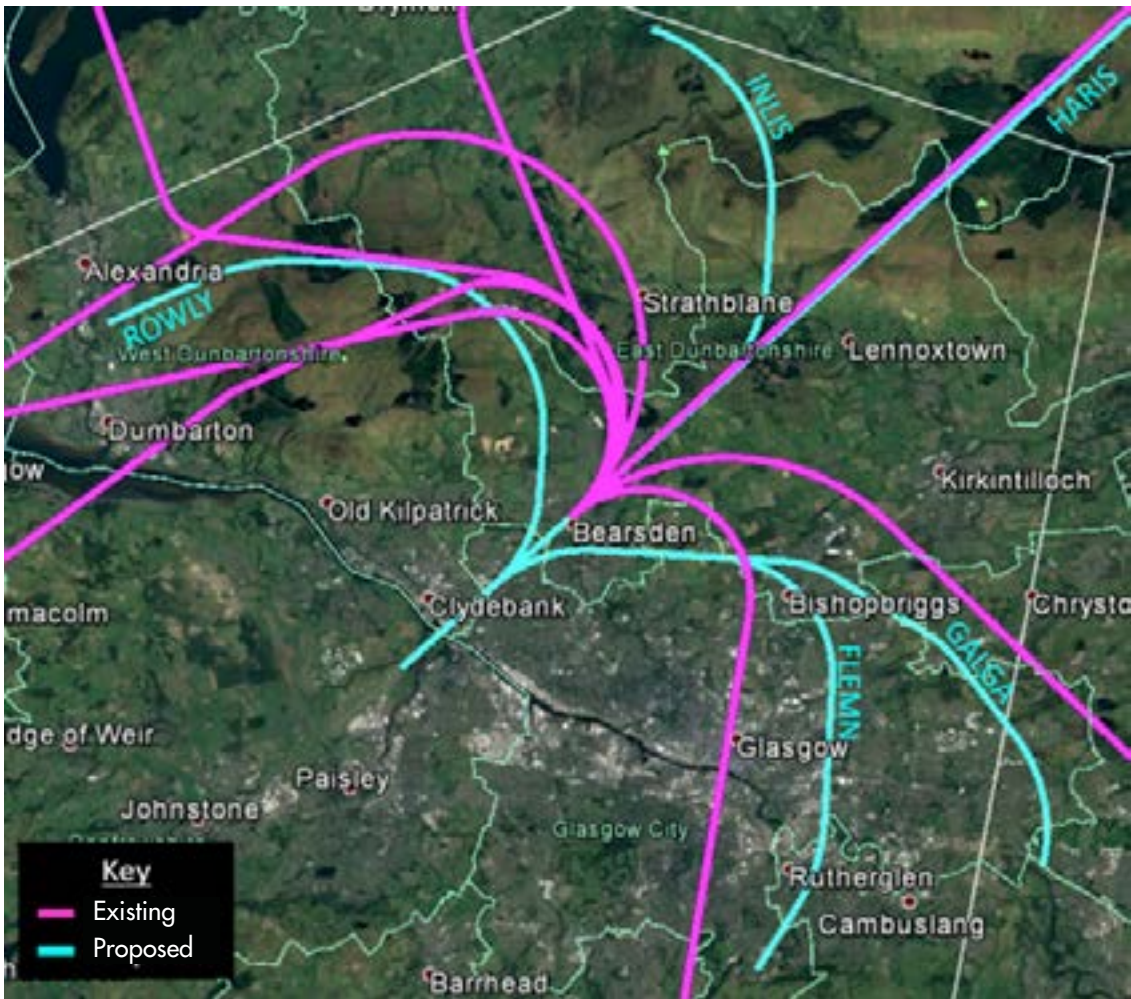 INLIS
HARIS
Alexandria
ROWLY
Strathblane
West Dunbartonshire
East Dunbartonshire
Lennoxtown
Dumbarton
Kirkintilloch
Old Kilpatrick
Bearsden
macolm
Clydebank
Bishopbriggs
Chrysto
GALGA
FLEMN
dge of Weir
Glasgow
Paisley
Johnstone
Glasgow City
Key
Existing
Proposed
Rutherglen
Cambuslang
Barrhead